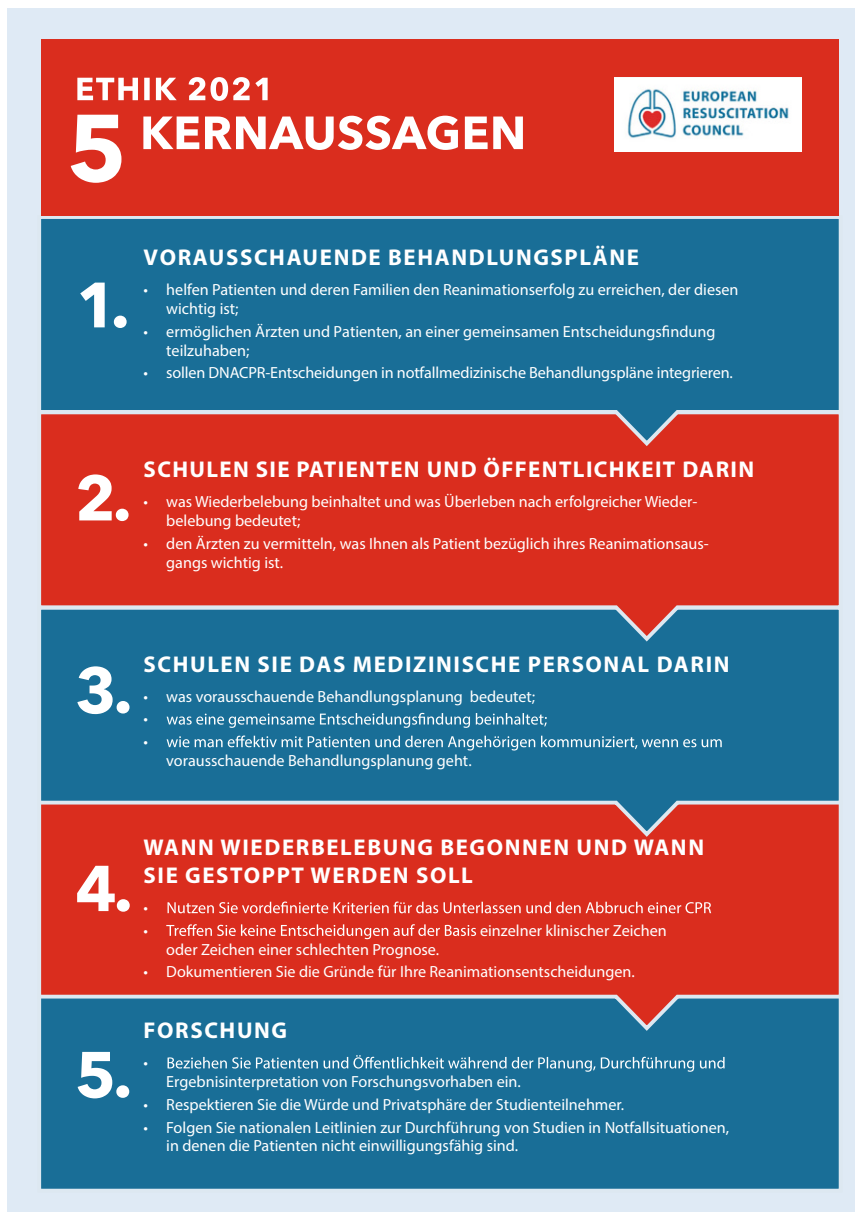 ETHIK 2021
5 KERNAUSSAGEN
EUROPEAN
RESUSCITATION
COUNCIL
1.
VORAUSSCHAUENDE BEHANDLUNGSPLÄNE
• helfen Patienten und deren Familien den Reanimationserfolg zu erreichen, der diesen
wichtig ist;
• ermöglichen Ärzten und Patienten, an einer gemeinsamen Entscheidungsfindung
teilzuhaben;
• sollen DNACPR-Entscheidungen in notfallmedizinische Behandlungspläne integrieren.
2.
SCHULEN SIE PATIENTEN UND ÖFFENTLICHKEIT DARIN
• was Wiederbelebung beinhaltet und was Überleben nach erfolgreicher Wieder-
belebung bedeutet;
• den Ärzten zu vermitteln, was Ihnen als Patient bezüglich ihres Reanimationsaus-
gangs wichtig ist.
3.
SCHULEN SIE DAS MEDIZINISCHE PERSONAL DARIN
• was vorausschauende Behandlungsplanung bedeutet;
• was eine gemeinsame Entscheidungsfindung beinhaltet;
• wie man effektiv mit Patienten und deren Angehörigen kommuniziert, wenn es um
vorausschauende Behandlungsplanung geht.
4.
WANN WIEDERBELEBUNG BEGONNEN UND WANN
SIE GESTOPPT WERDEN SOLL
• Nutzen Sie vordefinierte Kriterien für das Unterlassen und den Abbruch einer CPR
• Treffen Sie keine Entscheidungen auf der Basis einzelner klinischer Zeichen
oder Zeichen einer schlechten Prognose.
• Dokumentieren Sie die Gründe für Ihre Reanimationsentscheidungen.
5.
FORSCHUNG
• Beziehen Sie Patienten und Öffentlichkeit während der Planung, Durchführung und
Ergebnisinterpretation von Forschungsvorhaben ein.
• Respektieren Sie die Würde und Privatsphäre der Studienteilnehmer.
• Folgen Sie nationalen Leitlinien zur Durchführung von Studien in Notfallsituationen,
in denen die Patienten nicht einwilligungsfähig sind.